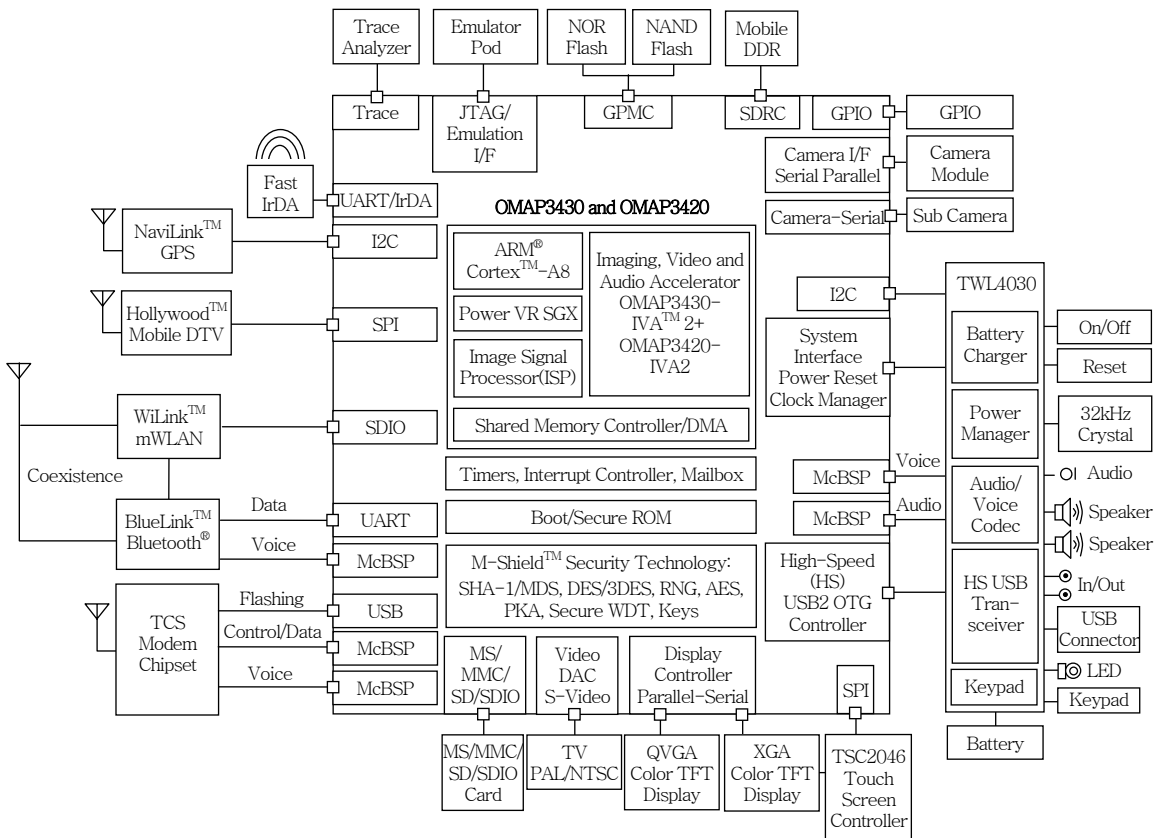 Trace
Analyzer
Emulator
Pod
NOR
Flash
NAND
Flash
Mobile
DDR
Trace
JTAG/
Emulation
I/F
GPMC
SDRC
GPIO
GPIO
Camera I/F
Serial Parallel
Camera
Module
Fast
IrDA
UART/IrDA
OMAP3430 and OMAP3420
Camera-Serial
Sub Camera
NaviLink™
GPS
I2C
ARM®
Cortex™-A8
Imaging, Video and
Audio Accelerator
OMAP3430-
IVA™ 2+
OMAP3420-
IVA2
Power VR SGX
Image Signal
Processor(ISP)
Shared Memory Controller/DMA
I2C
TWL4030
Hollywood™
Mobile DTV
SPI
System
Interface
Power Reset
Clock Manager
Battery
Charger
On/Off
Reset
WiLink™
mWLAN
SDIO
Power
Manager
32kHz
Crystal
Coexistence
Timers, Interrupt Controller, Mailbox
McBSP
Voice
Audio/
Voice
Codec
Audio
BlueLink™
Bluetooth®
Data
UART
Boot/Secure ROM
McBSP
Audio
Speaker
Speaker
Voice
McBSP
M-Shield™ Security Technology:
SHA-1/MDS, DES/3DES, RNG, AES,
PKA, Secure WDT, Keys
High-Speed
(HS)
USB2 OTG
Controller
HS USB
Tran-
sceiver
In/Out
USB
Connector
TCS
Modem
Chipset
Flashing
USB
Control/Data
McBSP
Voice
McBSP
MS/
MMC/
SD/SDIO
Video
DAC
S-Video
Display
Controller
Parallel-Serial
SPI
Keypad
LED
Keypad
Battery
MS/MMC/
SD/SDIO
Card
TV
PAL/NTSC
QVGA
Color TFT
Display
XGA
Color TFT
Display
TSC2046
Touch
Screen
Controller